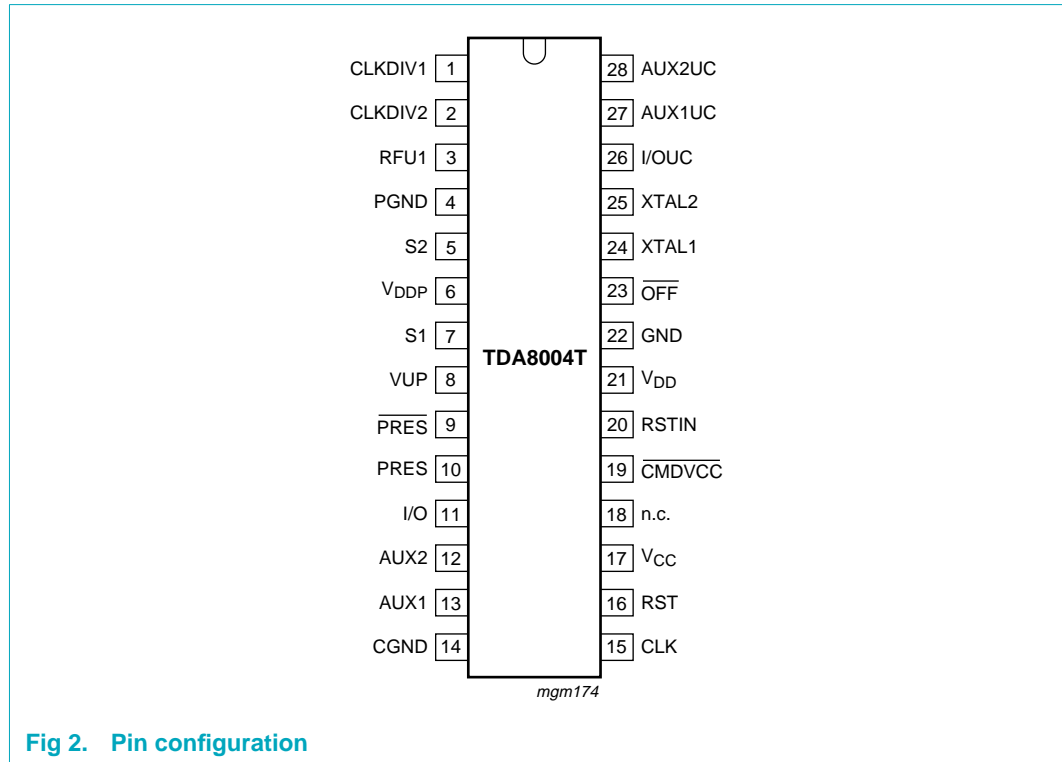 CLKDIV1 1 28 AUX2UC
CLKDIV2 2 27 AUX1UC
RFU1 3 26 I/OUC
PGND 4 25 XTAL2
S2 5 24 XTAL1
VDDP 6 23 O̅F̅F̅
S1 7 22 GND
TDA8004T
VUP 8 21 VDD
P̅R̅E̅S̅ 9 20 RSTIN
PRES 10 19 C̅M̅D̅V̅C̅C̅
I/O 11 18 n.c.
AUX2 12 17 VCC
AUX1 13 16 RST
CGND 14 15 CLK
mgm174
Fig 2. Pin configuration